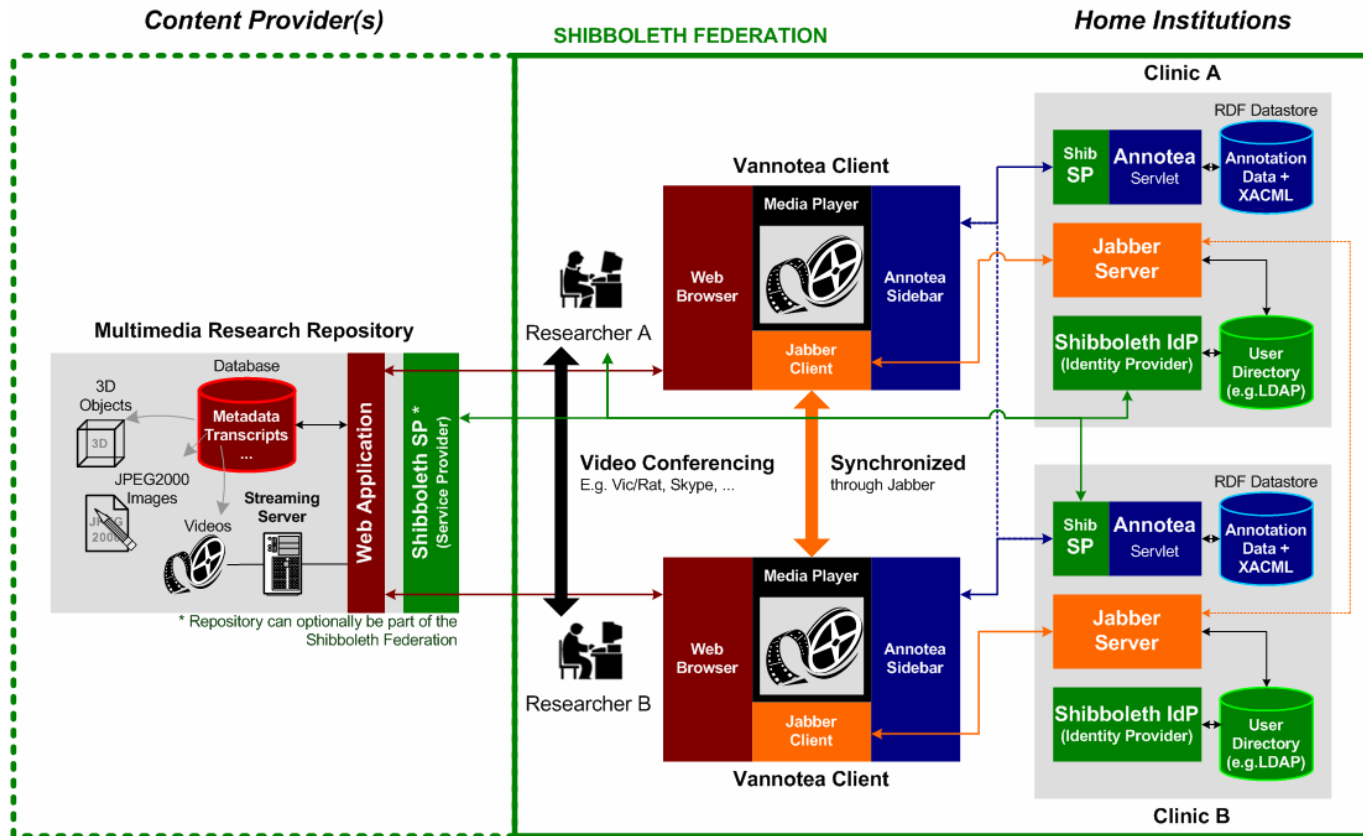 Content Provider(s)
Home Institutions
SHIBBOLETH FEDERATION
Clinic A
RDF Datastore
Shib
SP
Annotea
Servlet
Annotation
Data +
XACML
Vannotea Client
Media Player
Web
Browser
Annotea
Sidebar
Jabber
Client
Jabber
Server
Shibboleth IdP
(Identity Provider)
User
Directory
(e.g.LDAP)
Researcher A
Multimedia Research Repository
Database
3D
Objects
3D
Metadata
Transcripts
...
JPEG2000
Images
JPEG
2000
Videos
Streaming
Server
Web Application
Shibboleth SP *
(Service Provider)
* Repository can optionally be part of the
Shibboleth Federation
Video Conferencing
E.g. Vic/Rat, Skype, ...
Synchronized
through Jabber
RDF Datastore
Shib
SP
Annotea
Servlet
Annotation
Data +
XACML
Media Player
Web
Browser
Annotea
Sidebar
Jabber
Client
Vannotea Client
Researcher B
Jabber
Server
Shibboleth IdP
(Identity Provider)
User
Directory
(e.g.LDAP)
Clinic B